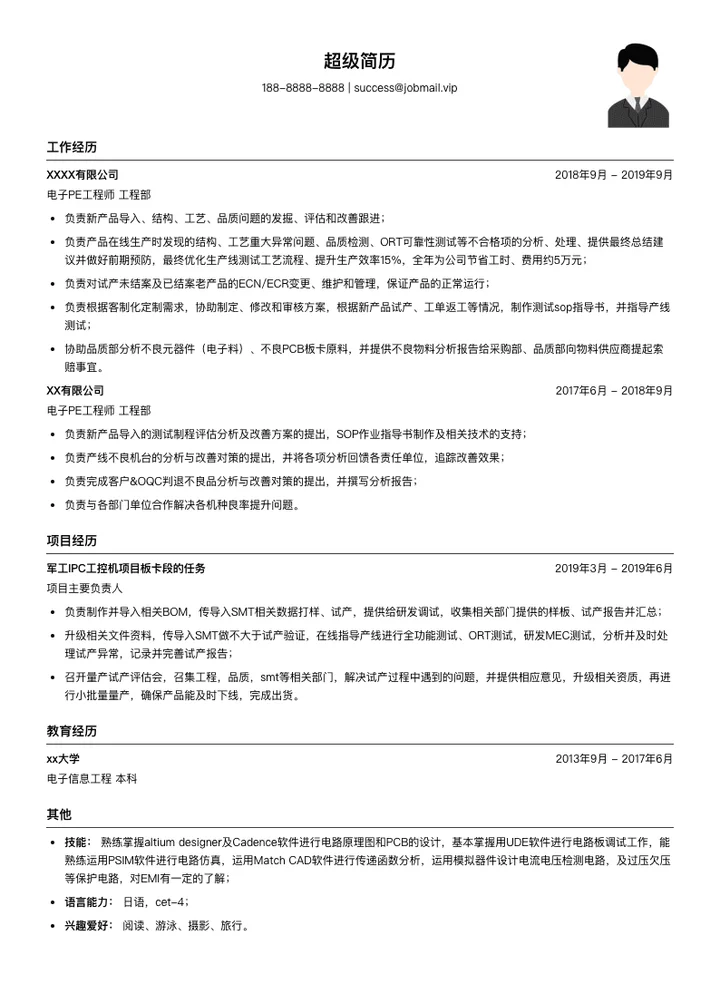 超级简历
188-8888-8888 | success@jobmail.vip
工作经历
XXXX有限公司 2018年9月 - 2019年9月
电子PE工程师 工程部
• 负责新产品导入、结构、工艺、品质问题的发掘、评估和改善跟进；
• 负责产品在线生产时发现的结构、工艺重大异常问题、品质检测、ORT可靠性测试等不合格项的分析、处理、提供最终总结建
议并做好前期预防，最终优化生产线测试工艺流程、提升生产效率15%，全年为公司节省工时、费用约5万元；
• 负责对试产未结案及已结案老产品的ECN/ECR变更、维护和管理，保证产品的正常运行；
• 负责根据客制化定制需求，协助制定、修改和审核方案，根据新产品试产、工单返工等情况，制作测试sop指导书，并指导产线
测试；
• 协助品质部分析不良元器件（电子料）、不良PCB板卡原料，并提供不良物料分析报告给采购部、品质部向物料供应商提起索
赔事宜。
XX有限公司 2017年6月 - 2018年9月
电子PE工程师 工程部
• 负责新产品导入的测试制程评估分析及改善方案的提出，SOP作业指导书制作及相关技术的支持；
• 负责产线不良机台的分析与改善对策的提出，并将各项分析回馈各责任单位，追踪改善效果；
• 负责完成客户&OQC判退不良品分析与改善对策的提出，并撰写分析报告；
• 负责与各部门单位合作解决各机种良率提升问题。
项目经历
军工IPC工控机项目板卡段的任务 2019年3月 - 2019年6月
项目主要负责人
• 负责制作并导入相关BOM，传导入SMT相关数据打样、试产，提供给研发调试，收集相关部门提供的样板、试产报告并汇总；
• 升级相关文件资料，传导入SMT做不大于试产验证，在线指导产线进行全功能测试、ORT测试，研发MEC测试，分析并及时处
理试产异常，记录并完善试产报告；
• 召开量产试产评估会，召集工程，品质，smt等相关部门，解决试产过程中遇到的问题，并提供相应意见，升级相关资质，再进
行小批量量产，确保产品能及时下线，完成出货。
教育经历
xx大学 2013年9月 - 2017年6月
电子信息工程 本科
其他
• 技能： 熟练掌握altium designer及Cadence软件进行电路原理图和PCB的设计，基本掌握用UDE软件进行电路板调试工作，能
熟练运用PSIM软件进行电路仿真，运用Match CAD软件进行传递函数分析，运用模拟器件设计电流电压检测电路，及过压欠压
等保护电路，对EMI有一定的了解；
• 语言能力： 日语，cet-4；
• 兴趣爱好： 阅读、游泳、摄影、旅行。